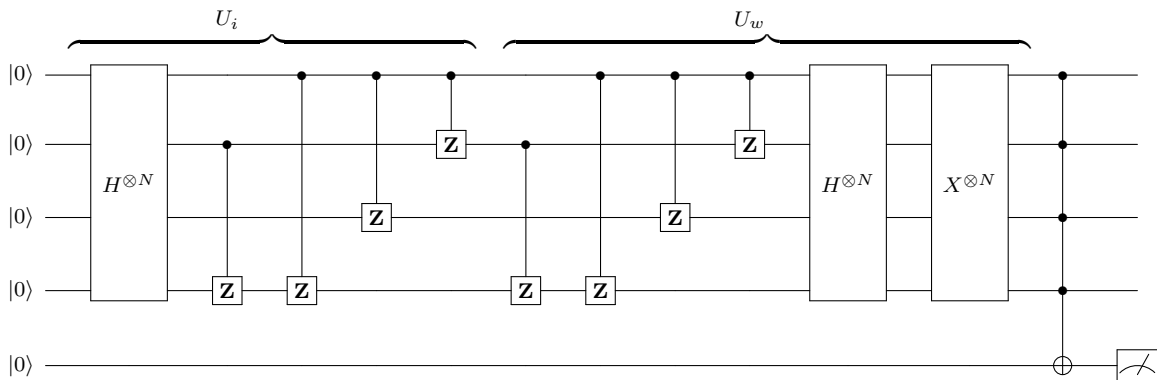 U_i U_w
|0⟩
|0⟩ Z Z
|0⟩ H^{⊗N} Z Z H^{⊗N} X^{⊗N}
|0⟩ Z Z Z Z
|0⟩